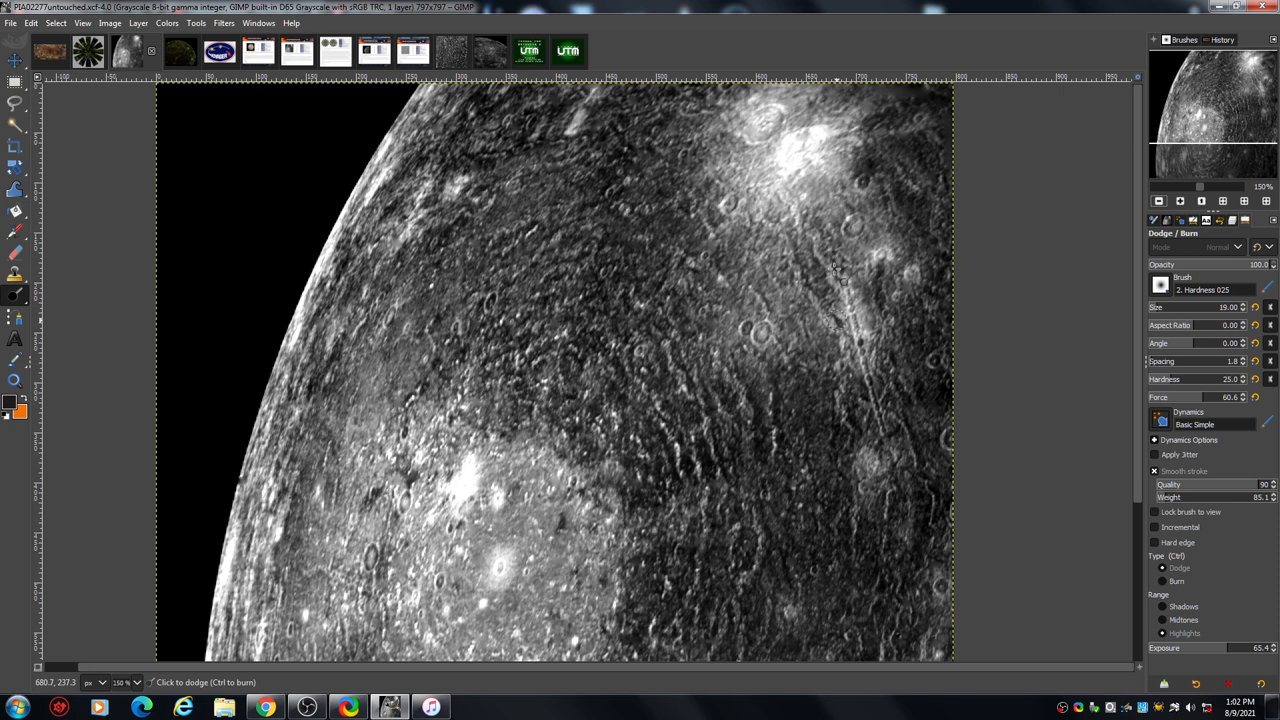 PIA02277untouched.xcf-4.0 (Grayscale 8-bit gamma integer, GIMP built-in D65 Grayscale with sRGB TRC, 1 layer) 797x797 – GIMP
File Edit Select View Image Layer Colors Tools Filters Windows Help
UTM UTM
Brushes History
150%
Dodge / Burn
Mode Normal
Opacity 100.0
Brush
2. Hardness 025
Size 19.00
Aspect Ratio 0.00
Angle 0.00
Spacing 1.8
Hardness 25.0
Force 60.6
Dynamics
Basic Simple
Dynamics Options
Apply Jitter
Smooth stroke
Quality 90
Weight 85.1
Lock brush to view
Incremental
Hard edge
Type (Ctrl)
Dodge
Burn
Range
Shadows
Midtones
Highlights
Exposure 65.4
680.7, 237.3 px 150 % Click to dodge (Ctrl to burn)
1:02 PM
8/9/2021